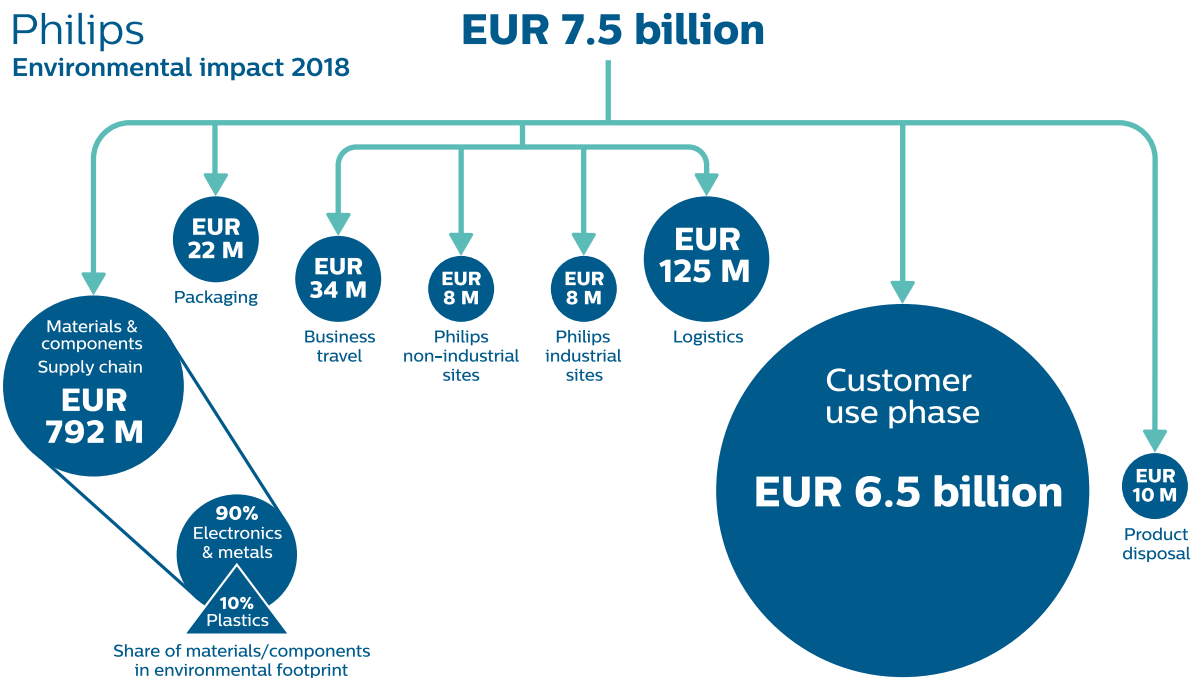 Philips
Environmental impact 2018
EUR 7.5 billion
Materials &
components
Supply chain
EUR
792 M
90%
Electronics
& metals
10%
Plastics
Share of materials/components
in environmental footprint
EUR
22 M
Packaging
EUR
34 M
Business
travel
EUR
8 M
Philips
non-industrial
sites
EUR
8 M
Philips
industrial
sites
EUR
125 M
Logistics
Customer
use phase
EUR 6.5 billion
EUR
10 M
Product
disposal